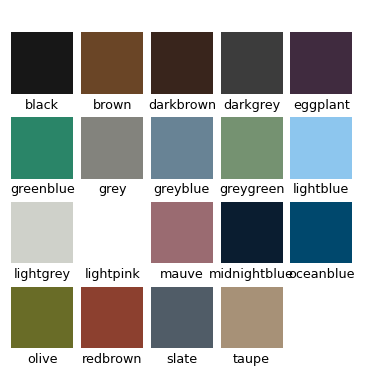 black brown darkbrown darkgrey eggplant
greenblue grey greyblue greygreen lightblue
lightgrey lightpink mauve midnightblue oceanblue
olive redbrown slate taupe